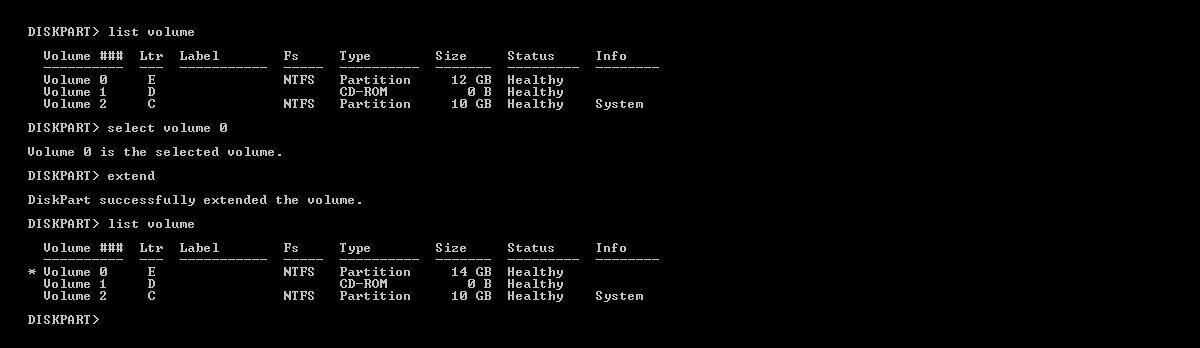 DISKPART> list volume
  Volume ###  Ltr  Label        Fs     Type        Size     Status     Info
  ----------  ---  -----------  -----  ----------  -------  ---------  --------
  Volume 0     E                NTFS   Partition     12 GB  Healthy
  Volume 1     D                       CD-ROM          0 B  Healthy
  Volume 2     C                NTFS   Partition     10 GB  Healthy    System
DISKPART> select volume 0
Volume 0 is the selected volume.
DISKPART> extend
DiskPart successfully extended the volume.
DISKPART> list volume
  Volume ###  Ltr  Label        Fs     Type        Size     Status     Info
  ----------  ---  -----------  -----  ----------  -------  ---------  --------
* Volume 0     E                NTFS   Partition     14 GB  Healthy
  Volume 1     D                       CD-ROM          0 B  Healthy
  Volume 2     C                NTFS   Partition     10 GB  Healthy    System
DISKPART>